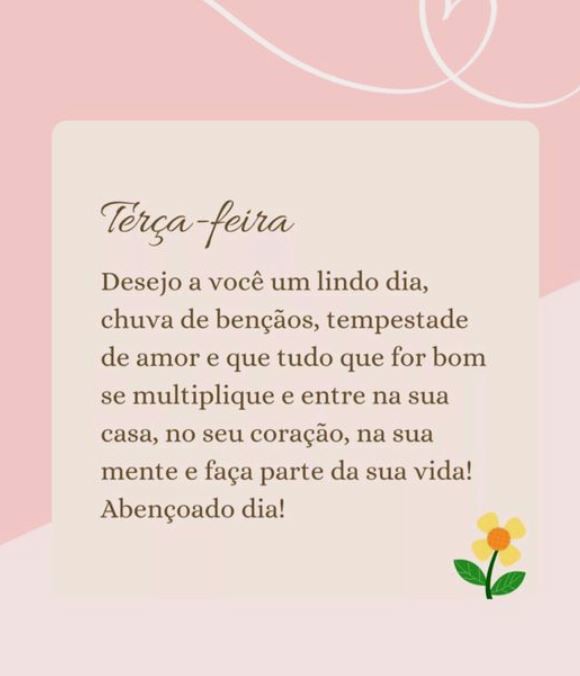 Terça-feira
Desejo a você um lindo dia,
chuva de bençãos, tempestade
de amor e que tudo que for bom
se multiplique e entre na sua
casa, no seu coração, na sua
mente e faça parte da sua vida!
Abençoado dia!